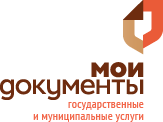 мои
документы
государственные
и муниципальные услуги